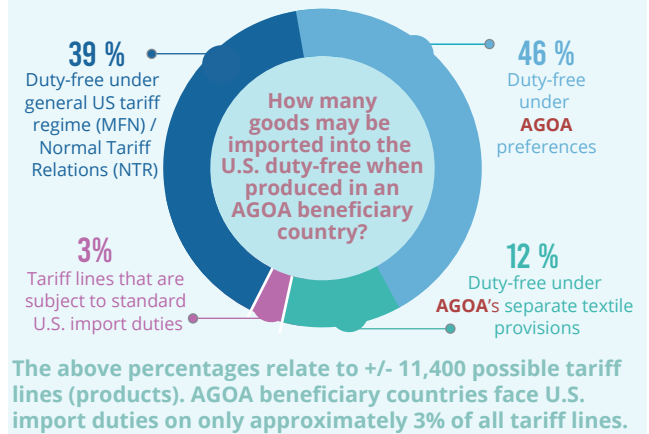 39 %
Duty-free under
general US tariff
regime (MFN) /
Normal Tariff
Relations (NTR)
46 %
Duty-free
under
AGOA
preferences
How many
goods may be
imported into the
U.S. duty-free when
produced in an
AGOA beneficiary
country?
3%
Tariff lines that are
subject to standard
U.S. import duties
12 %
Duty-free under
AGOA's separate textile
provisions
The above percentages relate to +/- 11,400 possible tariff
lines (products). AGOA beneficiary countries face U.S.
import duties on only approximately 3% of all tariff lines.